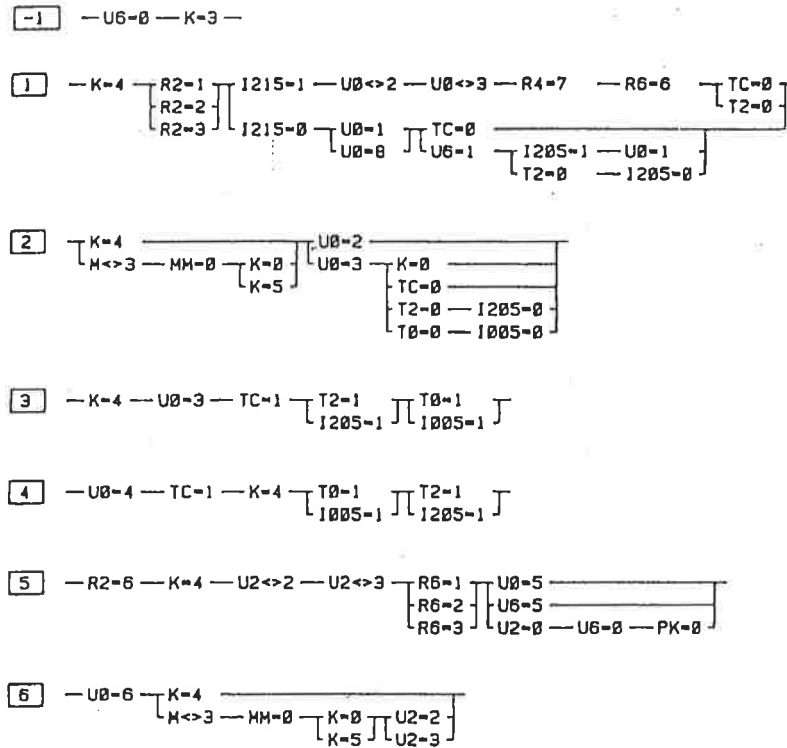 -1 U6=0 K=3
1 K=4 R2=1 I215=1 U0<>2 U0<>3 R4=7 R6=6 TC=0
R2=2 T2=0
R2=3 I215=0 U0=1 TC=0
U0=8 U6=1 I205=1 U0=1
T2=0 I205=0
2 K=4 U0=2
M<>3 MM=0 K=0 U0=3 K=0
K=5 TC=0
T2=0 I205=0
T0=0 I005=0
3 K=4 U0=3 TC=1 T2=1 T0=1
I205=1 I005=1
4 U0=4 TC=1 K=4 T0=1 T2=1
I005=1 I205=1
5 R2=6 K=4 U2<>2 U2<>3 R6=1 U0=5
R6=2 U6=5
R6=3 U2=0 U6=0 PK=0
6 U0=6 K=4
M<>3 MM=0 K=0 U2=2
K=5 U2=3